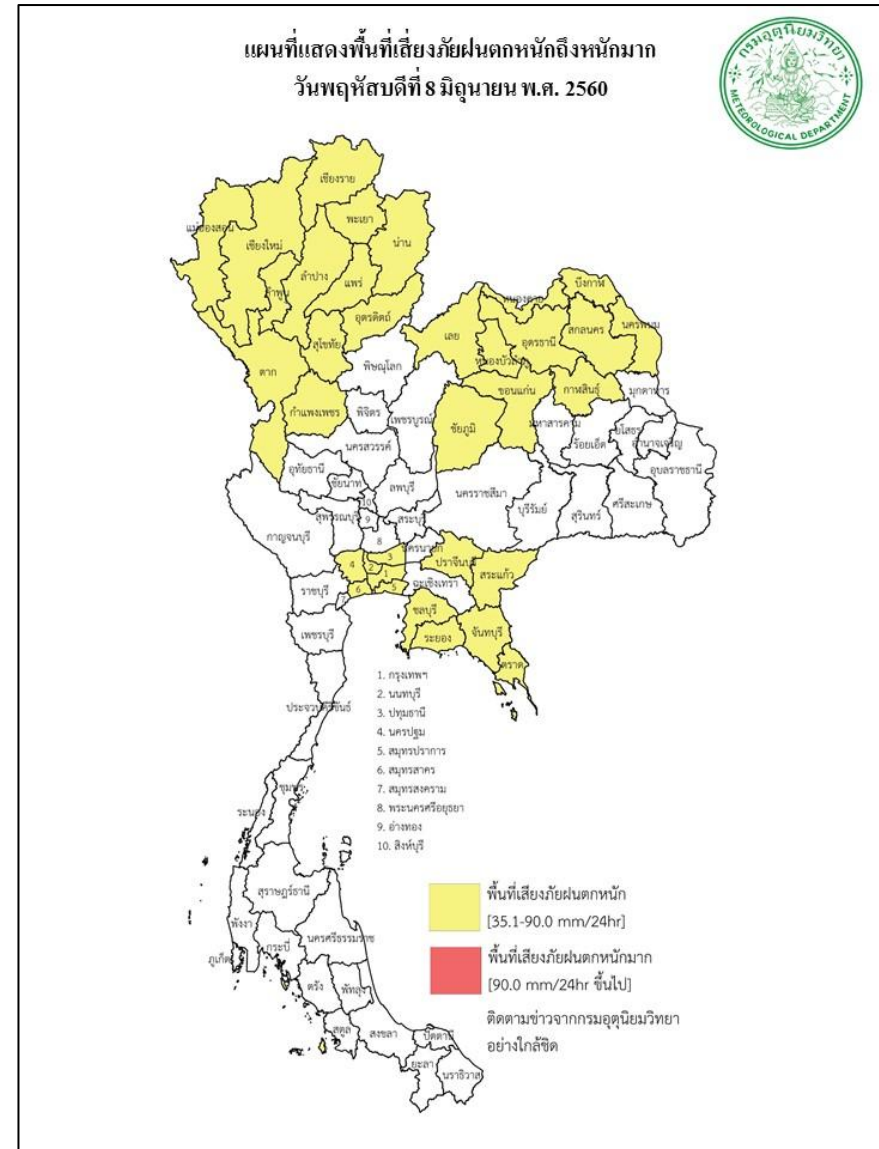 แผนที่แสดงพื้นที่เสี่ยงภัยฝนตกหนักถึงหนักมาก
วันพฤหัสบดีที่ 8 มิถุนายน พ.ศ. 2560
กรมอุตุนิยมวิทยา
METEOROLOGICAL DEPARTMENT
เชียงราย
พะเยา
แม่ฮ่องสอน
เชียงใหม่
น่าน
ลำปาง
แพร่
ลำพูน
อุตรดิตถ์
สุโขทัย
ตาก
พิษณุโลก
กำแพงเพชร
พิจิตร
เพชรบูรณ์
เลย
หนองคาย
บึงกาฬ
หนองบัวลำภู
อุดรธานี
สกลนคร
นครพนม
ขอนแก่น
กาฬสินธุ์
มุกดาหาร
ชัยภูมิ
มหาสารคาม
ร้อยเอ็ด
ยโสธร
อำนาจเจริญ
อุบลราชธานี
นครสวรรค์
อุทัยธานี
ชัยนาท
ลพบุรี
นครราชสีมา
บุรีรัมย์
สุรินทร์
ศรีสะเกษ
กาญจนบุรี
สุพรรณบุรี
10
9
8
สระบุรี
นครนายก
ปราจีนบุรี
สระแก้ว
3
4
2
1
5
6
7
ฉะเชิงเทรา
ราชบุรี
ชลบุรี
ระยอง
จันทบุรี
ตราด
เพชรบุรี
ประจวบคีรีขันธ์
1. กรุงเทพฯ
2. นนทบุรี
3. ปทุมธานี
4. นครปฐม
5. สมุทรปราการ
6. สมุทรสาคร
7. สมุทรสงคราม
8. พระนครศรีอยุธยา
9. อ่างทอง
10. สิงห์บุรี
ชุมพร
ระนอง
สุราษฎร์ธานี
พังงา
นครศรีธรรมราช
ภูเก็ต
กระบี่
ตรัง
พัทลุง
สตูล
สงขลา
ปัตตานี
ยะลา
นราธิวาส
พื้นที่เสี่ยงภัยฝนตกหนัก
[35.1-90.0 mm/24hr]
พื้นที่เสี่ยงภัยฝนตกหนักมาก
[90.0 mm/24hr ขึ้นไป]
ติดตามข่าวจากกรมอุตุนิยมวิทยา
อย่างใกล้ชิด